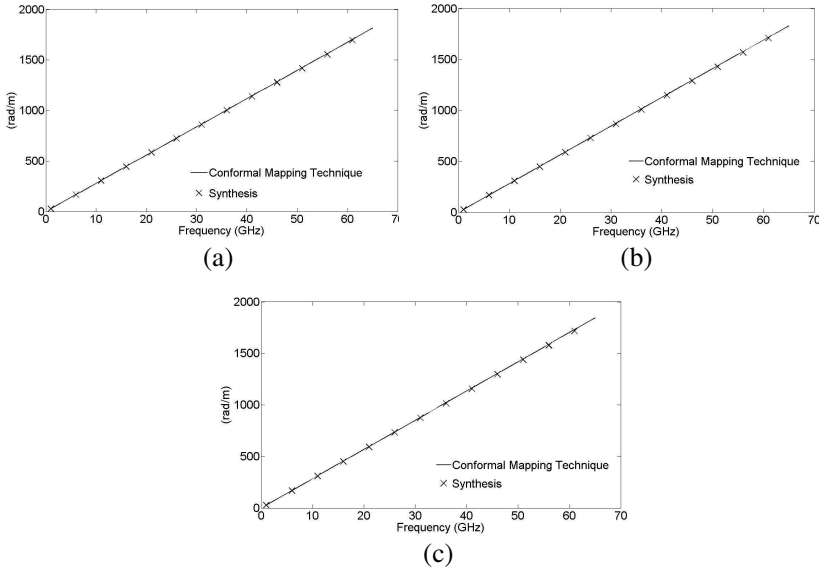 2000
1500
1000
500
0
(rad/m)
Conformal Mapping Technique
Synthesis
0 10 20 30 40 50 60 70
Frequency (GHz)
(a)
2000
1500
1000
500
0
(rad/m)
Conformal Mapping Technique
Synthesis
0 10 20 30 40 50 60 70
Frequency (GHz)
(b)
2000
1500
1000
500
0
(rad/m)
Conformal Mapping Technique
Synthesis
0 10 20 30 40 50 60 70
Frequency (GHz)
(c)